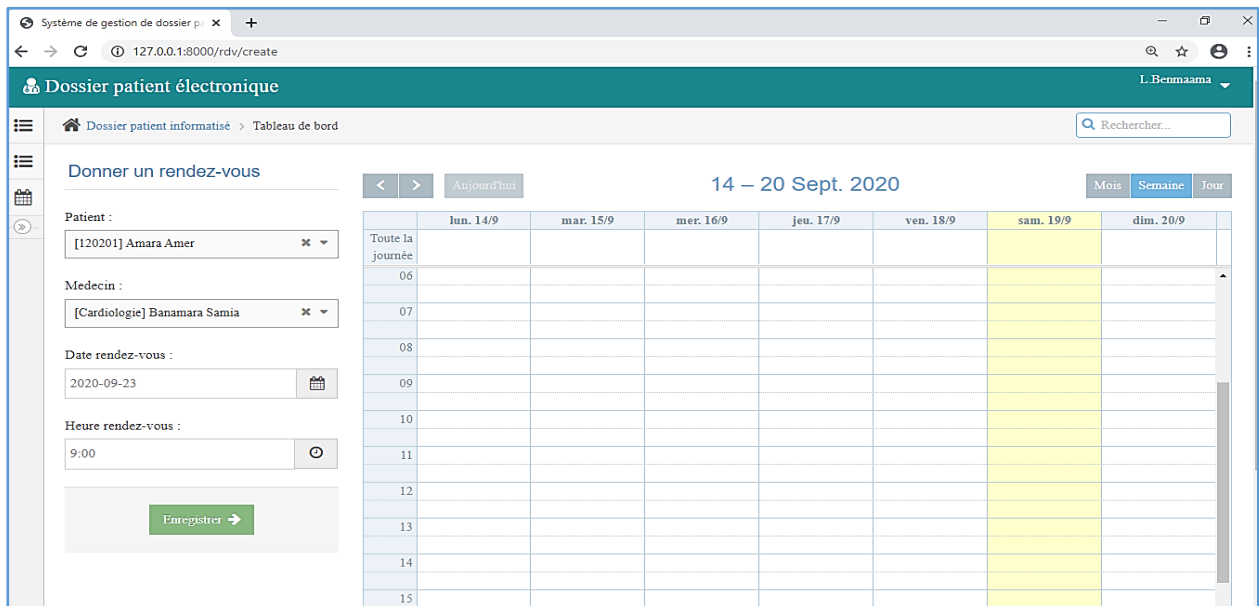 Système de gestion de dossier pa
127.0.0.1:8000/rdv/create
Dossier patient électronique
L.Benmaama
Dossier patient informatisé > Tableau de bord
Rechercher...
Donner un rendez-vous
Patient :
[120201] Amara Amer
Medecin :
[Cardiologie] Banamara Samia
Date rendez-vous :
2020-09-23
Heure rendez-vous :
9:00
Enregistrer
Aujourd'hui
14 – 20 Sept. 2020
Mois Semaine Jour
lun. 14/9 mar. 15/9 mer. 16/9 jeu. 17/9 ven. 18/9 sam. 19/9 dim. 20/9
Toute la
journée
06
07
08
09
10
11
12
13
14
15